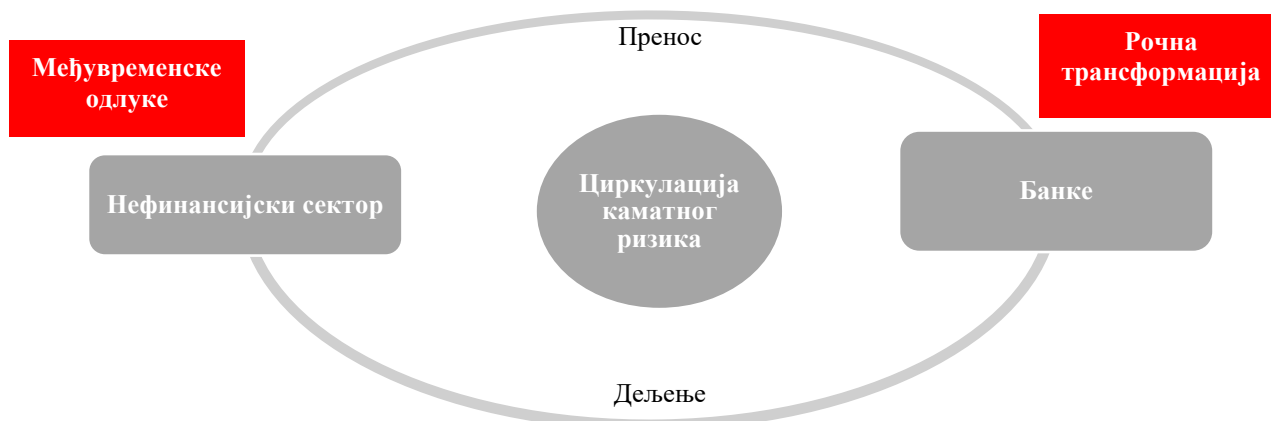 Пренос
Међувременске
одлуке
Рочна
трансформација
Нефинансијски сектор
Циркулација
каматног
ризика
Банке
Дељење